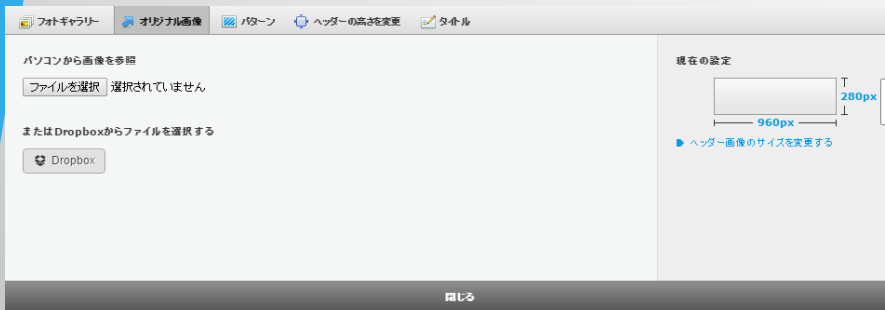 フォトギャラリー オリジナル画像 パターン ヘッダーの高さを変更 タイトル
パソコンから画像を参照
ファイルを選択 選択されていません
またはDropboxからファイルを選択する
Dropbox
現在の設定
280px
960px
ヘッダー画像のサイズを変更する
閉じる